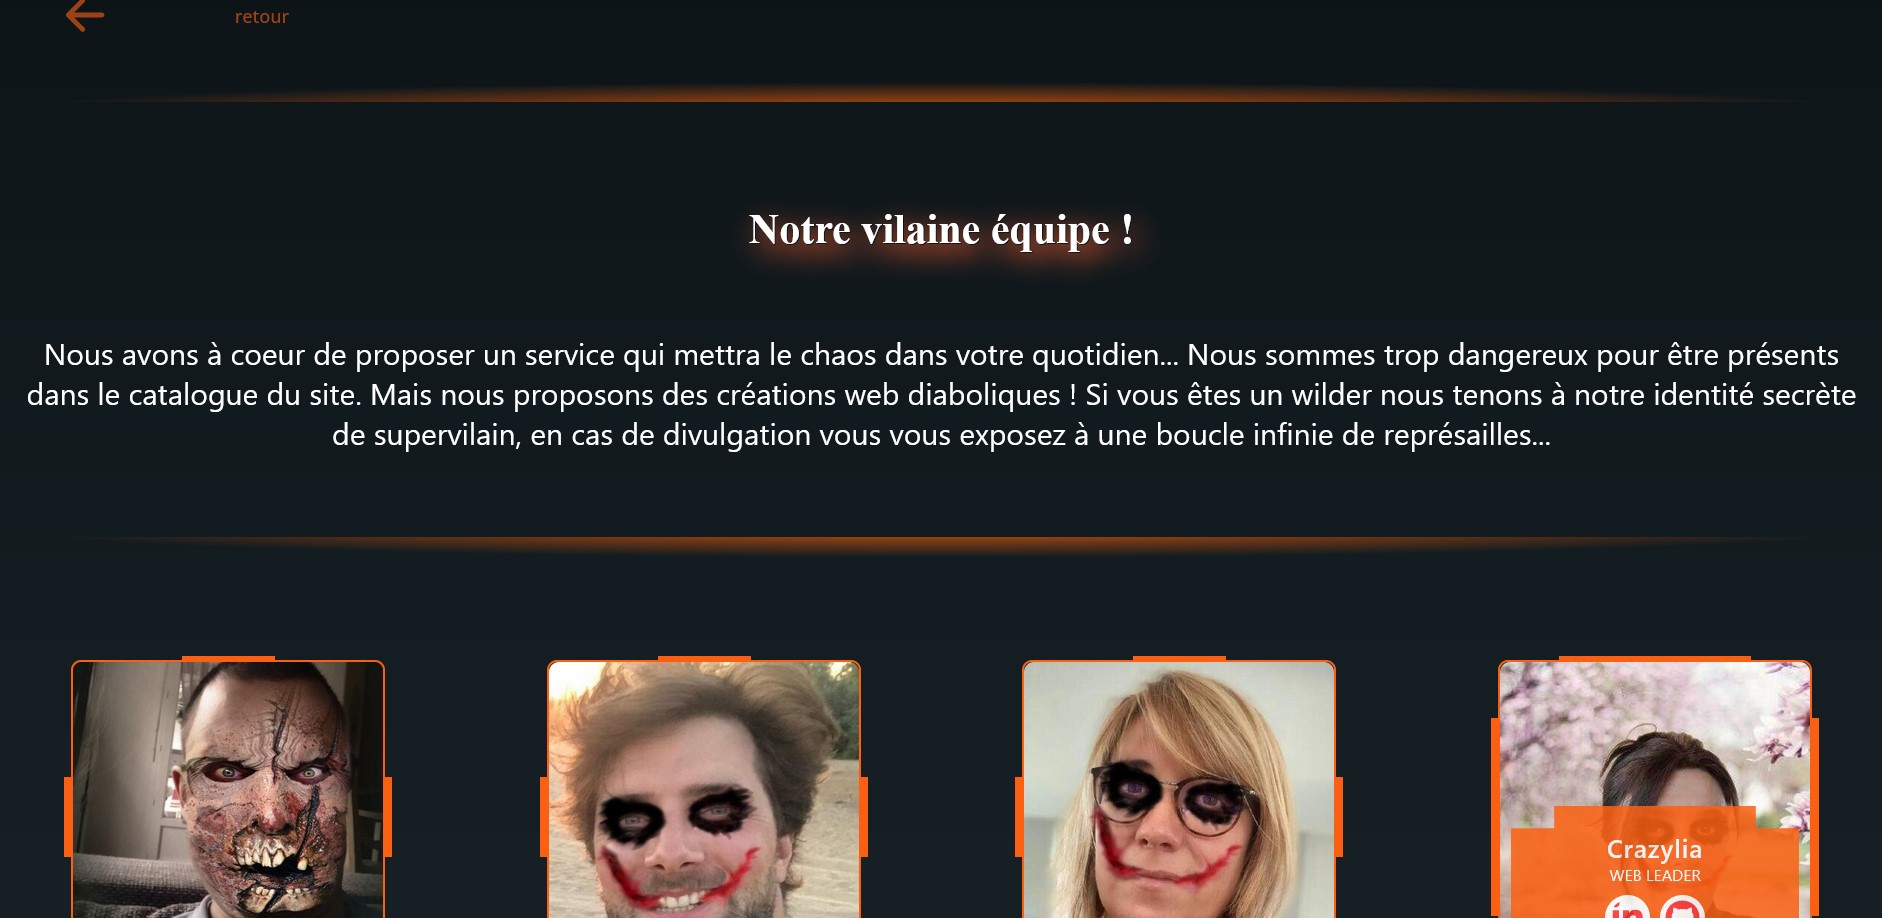 retour
Notre vilaine équipe !
Nous avons à coeur de proposer un service qui mettra le chaos dans votre quotidien... Nous sommes trop dangereux pour être présents
dans le catalogue du site. Mais nous proposons des créations web diaboliques ! Si vous êtes un wilder nous tenons à notre identité secrète
de supervilain, en cas de divulgation vous vous exposez à une boucle infinie de représailles...
Crazylia
WEB LEADER
in